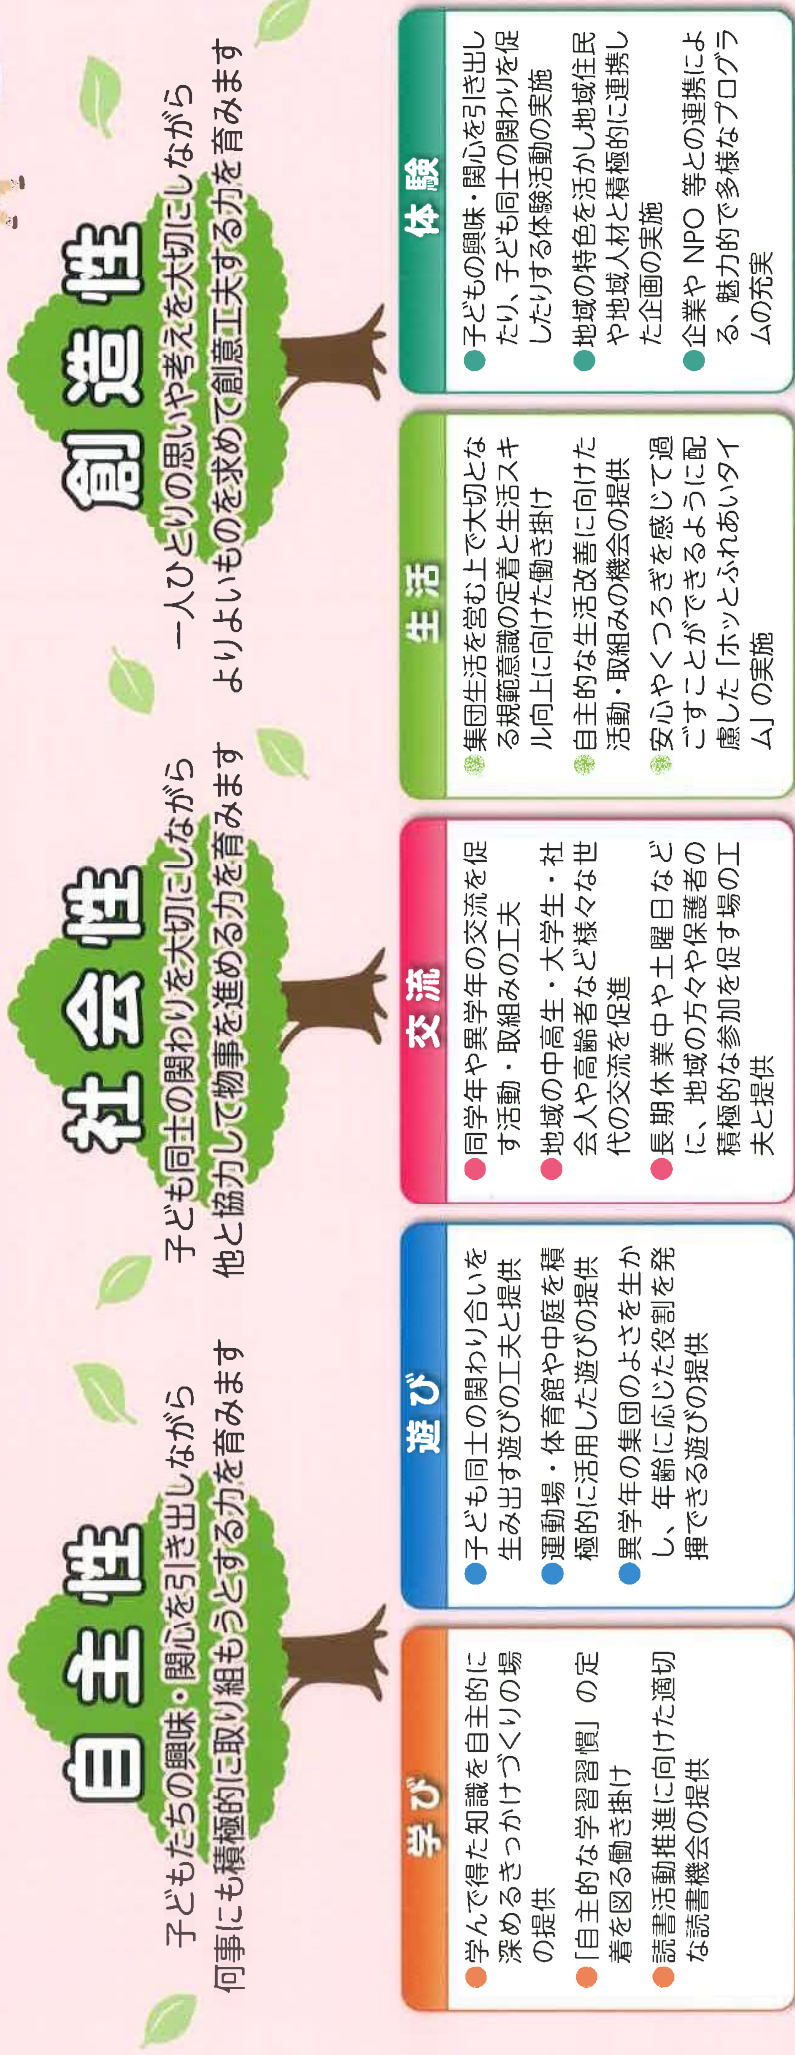 自主性
子どもたちの興味・関心を引き出しながら
何事にも積極的に取り組もうとする力を育みます
社会性
子ども同士の関わりを大切にしながら
他と協力して物事を進める力を育みます
創造性
一人ひとりの思いや考えを大切にしながら
よりよいものを求めて創意工夫する力を育みます
学び
●学んで得た知識を自主的に
深めるきっかけづくりの場
の提供
●「自主的な学習習慣」の定
着を図る働き掛け
●読書活動推進に向けた適切
な読書機会の提供
遊び
●子ども同士の関わり合いを
生み出す遊びの工夫と提供
●運動場・体育館や中庭を積
極的に活用した遊びの提供
●異学年の集団のよさを生か
し、年齢に応じた役割を発
揮できる遊びの提供
交流
●同学年や異学年の交流を促
す活動・取組みの工夫
●地域の中高生・大学生・社
会人や高齢者など様々な世
代の交流を促進
●長期休業中や土曜日など
に、地域の方々や保護者の
積極的な参加を促す場の工
夫と提供
生活
●集団生活を営む上で大切とな
る規範意識の定着と生活スキ
ル向上に向けた働き掛け
●自主的な生活改善に向けた
活動・取組みの機会の提供
●安心やくつろぎを感じて過
ごすことができるように配
慮した「ホッとふれあいタイ
ム」の実施
体験
●子どもの興味・関心を引き出し
たり、子ども同士の関わりを促
したりする体験活動の実施
●地域の特色を活かし地域住民
や地域人材と積極的に連携し
た企画の実施
●企業や NPO 等との連携によ
る、魅力的で多様なプログラ
ムの充実